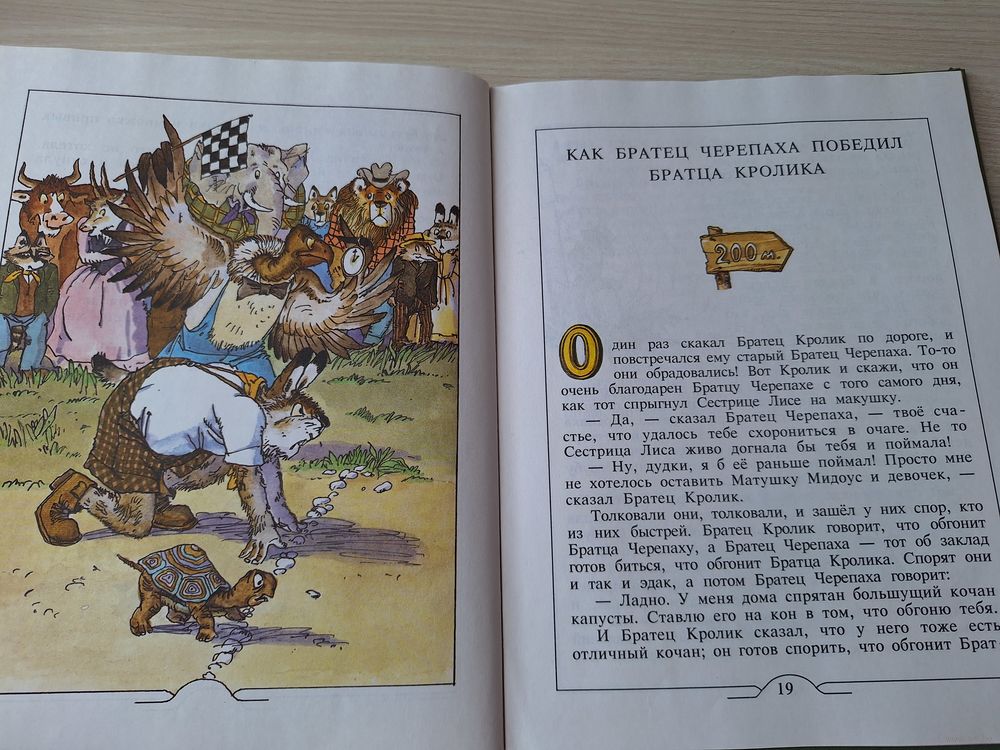 КАК БРАТЕЦ ЧЕРЕПАХА ПОБЕДИЛ
БРАТЦА КРОЛИКА
200 м.
Один раз скакал Братец Кролик по дороге, и
повстречался ему старый Братец Черепаха. То-то
они обрадовались! Вот Кролик и скажи, что он
очень благодарен Братцу Черепахе с того самого дня,
как тот спрыгнул Сестрице Лисе на макушку.
— Да, — сказал Братец Черепаха, — твоё сча-
стье, что удалось тебе схорониться в очаге. Не то
Сестрица Лиса живо догнала бы тебя и поймала!
— Ну, дудки, я б её раньше поймал! Просто мне
не хотелось оставить Матушку Мидоус и девочек, —
сказал Братец Кролик.
Толковали они, толковали, и зашёл у них спор, кто
из них быстрей. Братец Кролик говорит, что обгонит
Братца Черепаху, а Братец Черепаха — тот об заклад
готов биться, что обгонит Братца Кролика. Спорят они
и так и эдак, а потом Братец Черепаха говорит:
— Ладно. У меня дома спрятан большущий кочан
капусты. Ставлю его на кон в том, что обгоню тебя.
И Братец Кролик сказал, что у него тоже есть
отличный кочан; он готов спорить, что обгонит Брат-
19